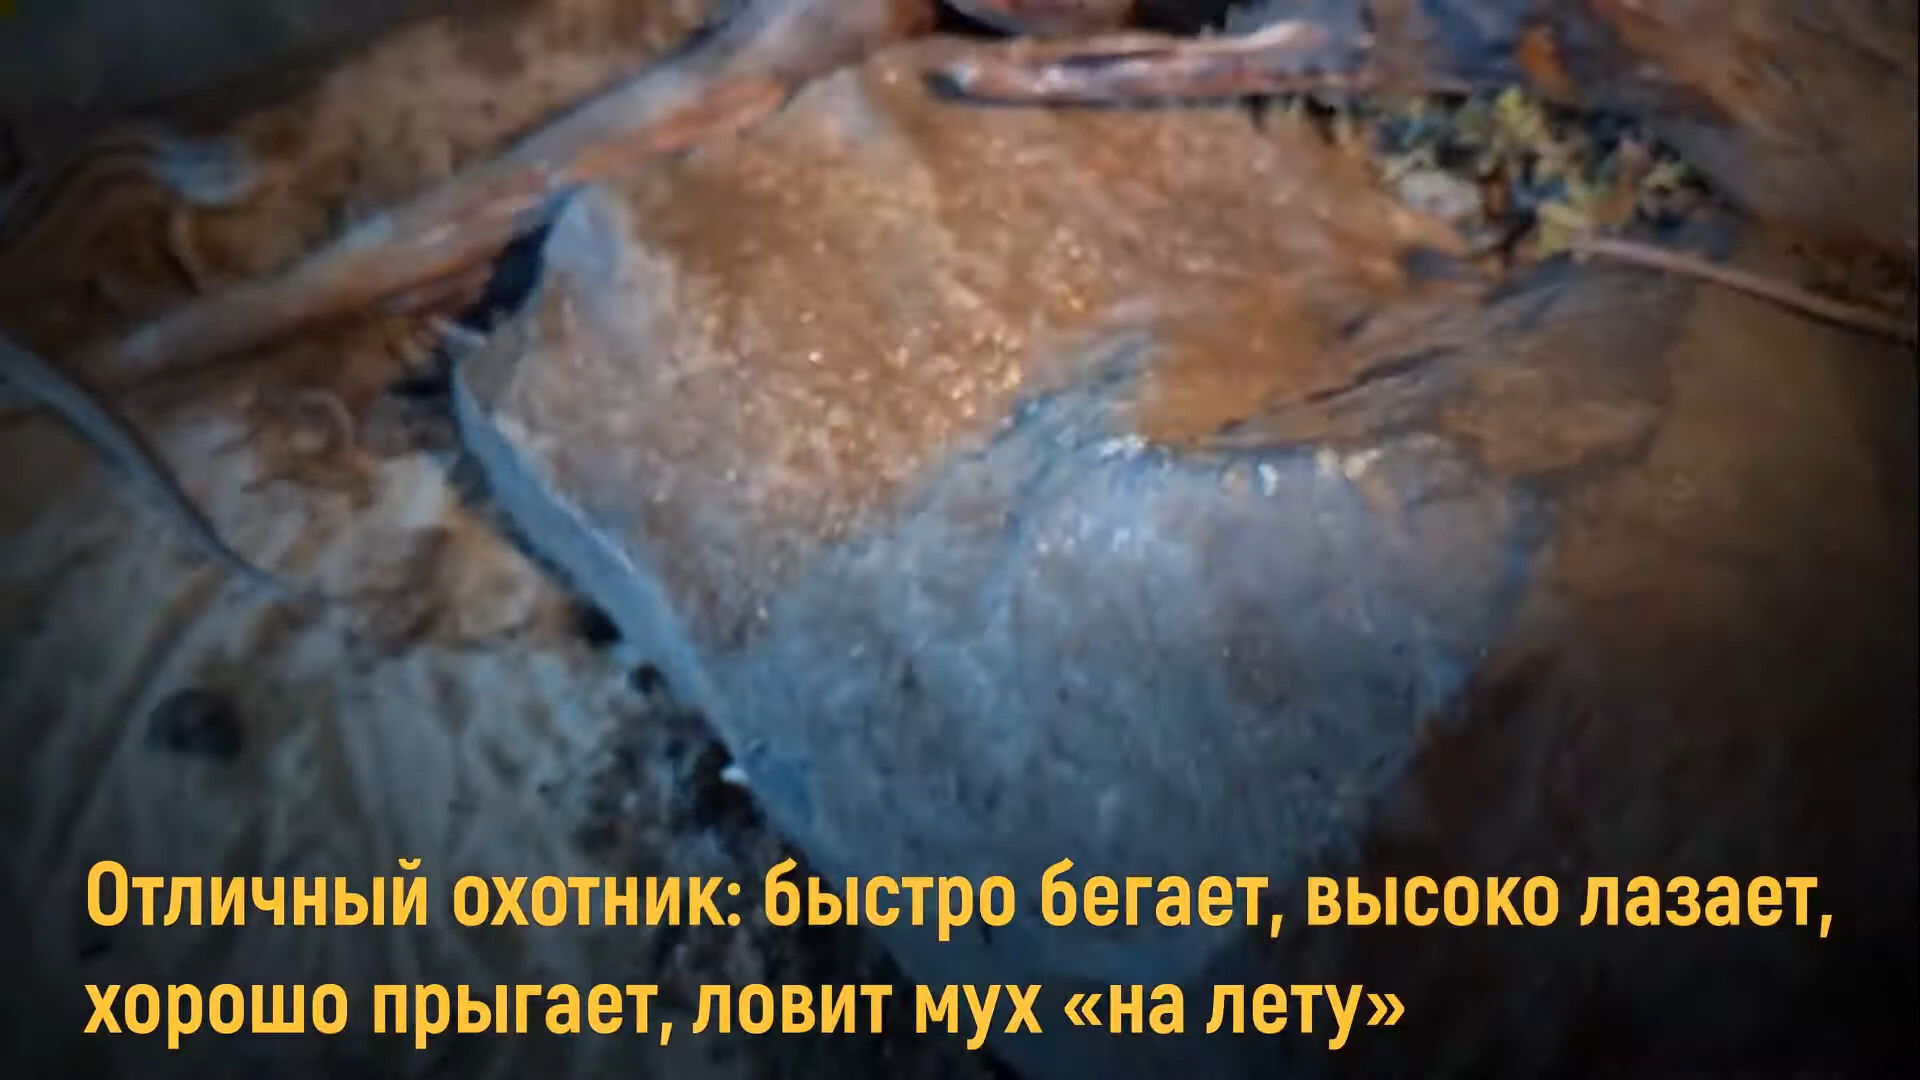 Отличный охотник: быстро бегает, высоко лазает,
хорошо прыгает, ловит мух «на лету»